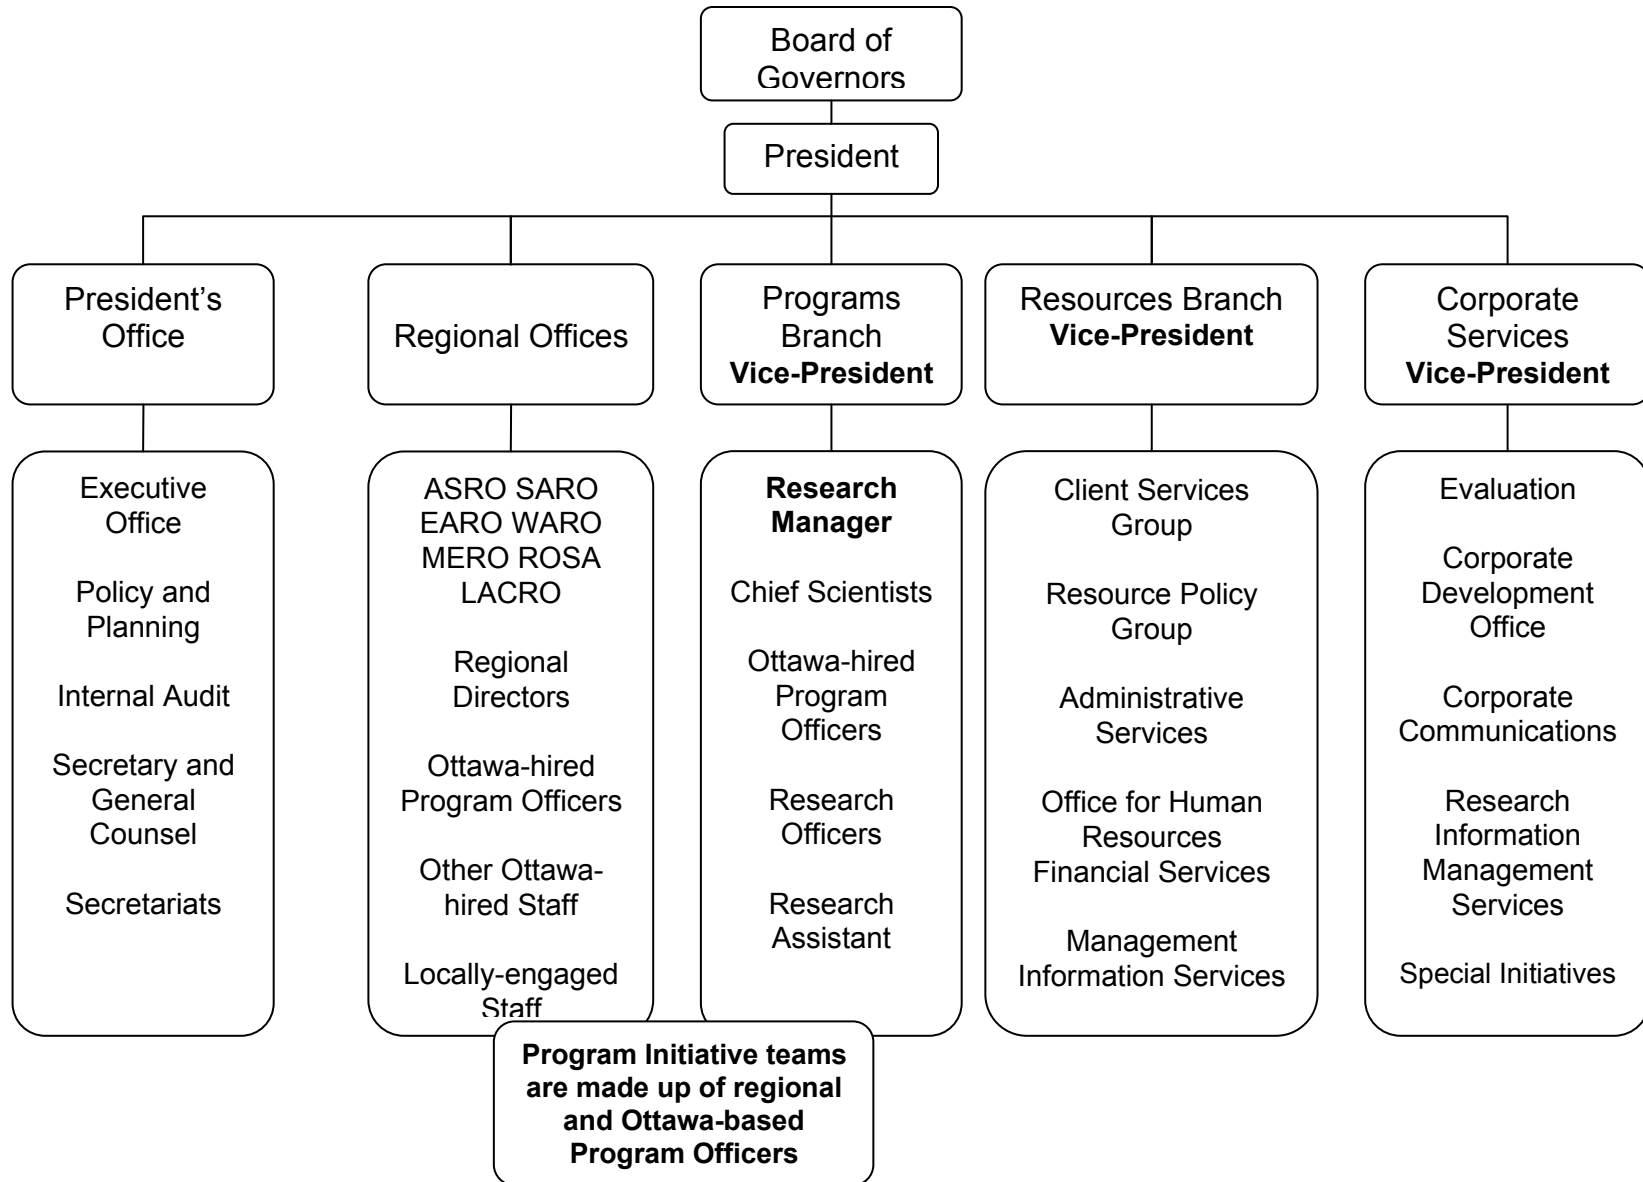 Board of
Governors
President
President’s
Office
Regional Offices
Programs
Branch
Vice-President
Resources Branch
Vice-President
Corporate
Services
Vice-President
Executive
Office
Policy and
Planning
Internal Audit
Secretary and
General
Counsel
Secretariats
ASRO SARO
EARO WARO
MERO ROSA
LACRO
Regional
Directors
Ottawa-hired
Program Officers
Other Ottawa-
hired Staff
Locally-engaged
Staff
Research
Manager
Chief Scientists
Ottawa-hired
Program
Officers
Research
Officers
Research
Assistant
Client Services
Group
Resource Policy
Group
Administrative
Services
Office for Human
Resources
Financial Services
Management
Information Services
Evaluation
Corporate
Development
Office
Corporate
Communications
Research
Information
Management
Services
Special Initiatives
Program Initiative teams
are made up of regional
and Ottawa-based
Program Officers